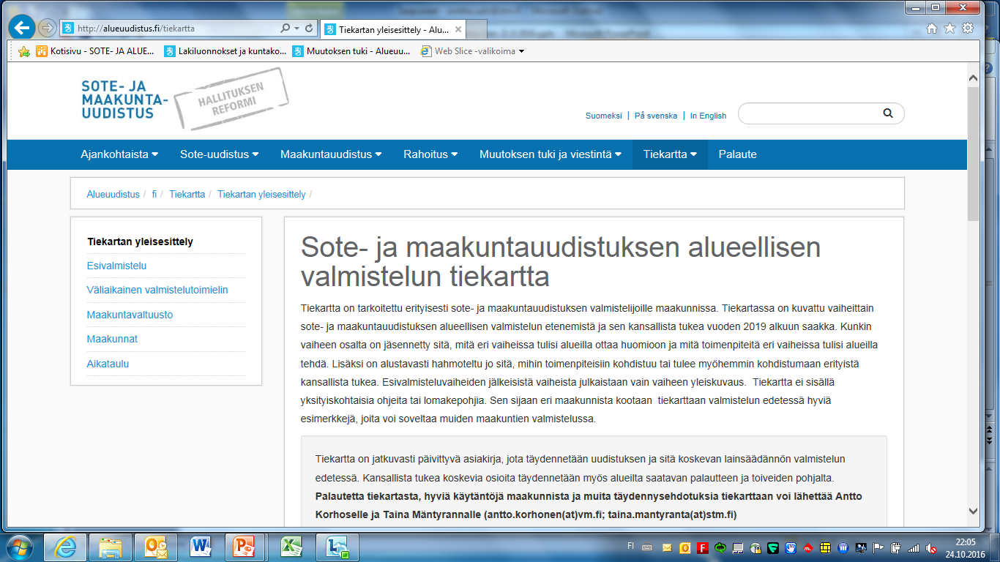 http://alueuudistus.fi/tiekartta
Tiekartan yleisesittely - Alu...
Kotisivu - SOTE- JA ALUE...
Lakiluonnokset ja kuntako...
Muutoksen tuki - Alueuu...
Web Slice -valikoima
SOTE- JA
MAAKUNTA-
UUDISTUS
HALLITUKSEN
REFORMI
Suomeksi | På svenska | In English
Ajankohtaista Sote-uudistus Maakuntauudistus Rahoitus Muutoksen tuki ja viestintä Tiekartta Palaute
Alueuudistus / fi / Tiekartta / Tiekartan yleisesittely /
Tiekartan yleisesittely
Esivalmistelu
Väliaikainen valmistelutoimielin
Maakuntavaltuusto
Maakunnat
Aikataulu
Sote- ja maakuntauudistuksen alueellisen
valmistelun tiekartta
Tiekartta on tarkoitettu erityisesti sote- ja maakuntauudistuksen valmistelijoille maakunnissa. Tiekartassa on kuvattu vaiheittain
sote- ja maakuntauudistuksen alueellisen valmistelun etenemistä ja sen kansallista tukea vuoden 2019 alkuun saakka. Kunkin
vaiheen osalta on jäsennetty sitä, mitä eri vaiheissa tulisi alueilla ottaa huomioon ja mitä toimenpiteitä eri vaiheissa tulisi alueilla
tehdä. Lisäksi on alustavasti hahmoteltu jo sitä, mihin toimenpiteisiin kohdistuu tai tulee myöhemmin kohdistumaan erityistä
kansallista tukea. Esivalmisteluvaiheiden jälkeisistä vaiheista julkaistaan vain vaiheen yleiskuvaus. Tiekartta ei sisällä
yksityiskohtaisia ohjeita tai lomakepohjia. Sen sijaan eri maakunnista kootaan tiekarttaan valmistelun edetessä hyviä
esimerkkejä, joita voi soveltaa muiden maakuntien valmistelussa.
Tiekartta on jatkuvasti päivittyvä asiakirja, jota täydennetään uudistuksen ja sitä koskevan lainsäädännön valmistelun
edetessä. Kansallista tukea koskevia osioita täydennetään myös alueilta saatavan palautteen ja toiveiden pohjalta.
Palautetta tiekartasta, hyviä käytäntöjä maakunnista ja muita täydennysehdotuksia tiekarttaan voi lähettää Antto
Korhoselle ja Taina Mäntyrannalle (antto.korhonen(at)vm.fi; taina.mantyranta(at)stm.fi)
FI
22:05
24.10.2016